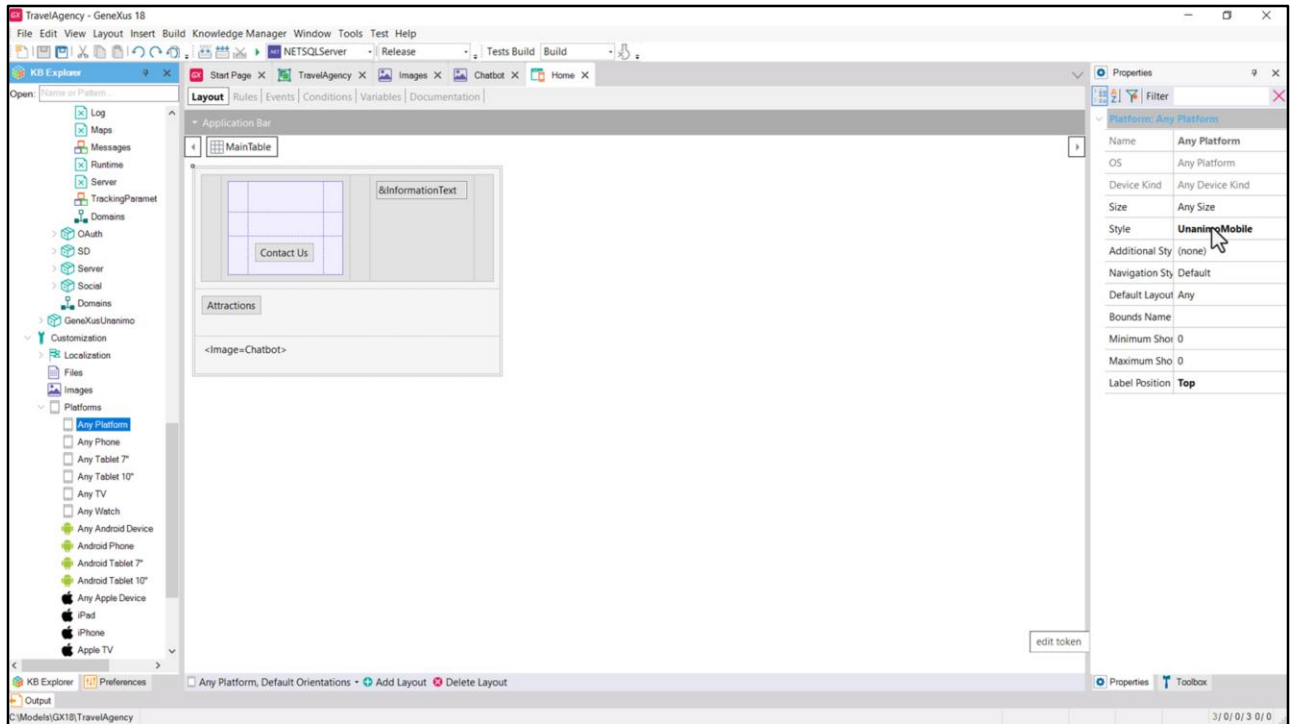 TravelAgency - GeneXus 18
File Edit View Layout Insert Build Knowledge Manager Window Tools Test Help
NETSQLServer Release Tests Build Build
KB Explorer
Open: Name or Pattern ...
Log
Maps
Messages
Runtime
Server
TrackingParamet
Domains
OAuth
SD
Server
Social
Domains
GeneXusUnanimo
Customization
Localization
Files
Images
Platforms
Any Platform
Any Phone
Any Tablet 7"
Any Tablet 10"
Any TV
Any Watch
Any Android Device
Android Phone
Android Tablet 7"
Android Tablet 10"
Any Apple Device
iPad
iPhone
Apple TV
KB Explorer Preferences
Output
C:\Models\GX18\TravelAgency
Start Page X TravelAgency X Images X Chatbot X Home X
Layout Rules Events Conditions Variables Documentation
Application Bar
MainTable
&InformationText
Contact Us
Attractions
<Image=Chatbot>
edit token
Any Platform, Default Orientations Add Layout Delete Layout
Properties
Filter
Platform: Any Platform
Name Any Platform
OS Any Platform
Device Kind Any Device Kind
Size Any Size
Style UnanimoMobile
Additional Sty (none)
Navigation Sty Default
Default Layout Any
Bounds Name
Minimum Shor 0
Maximum Sho 0
Label Position Top
Properties Toolbox
3/0/0/3 0/0